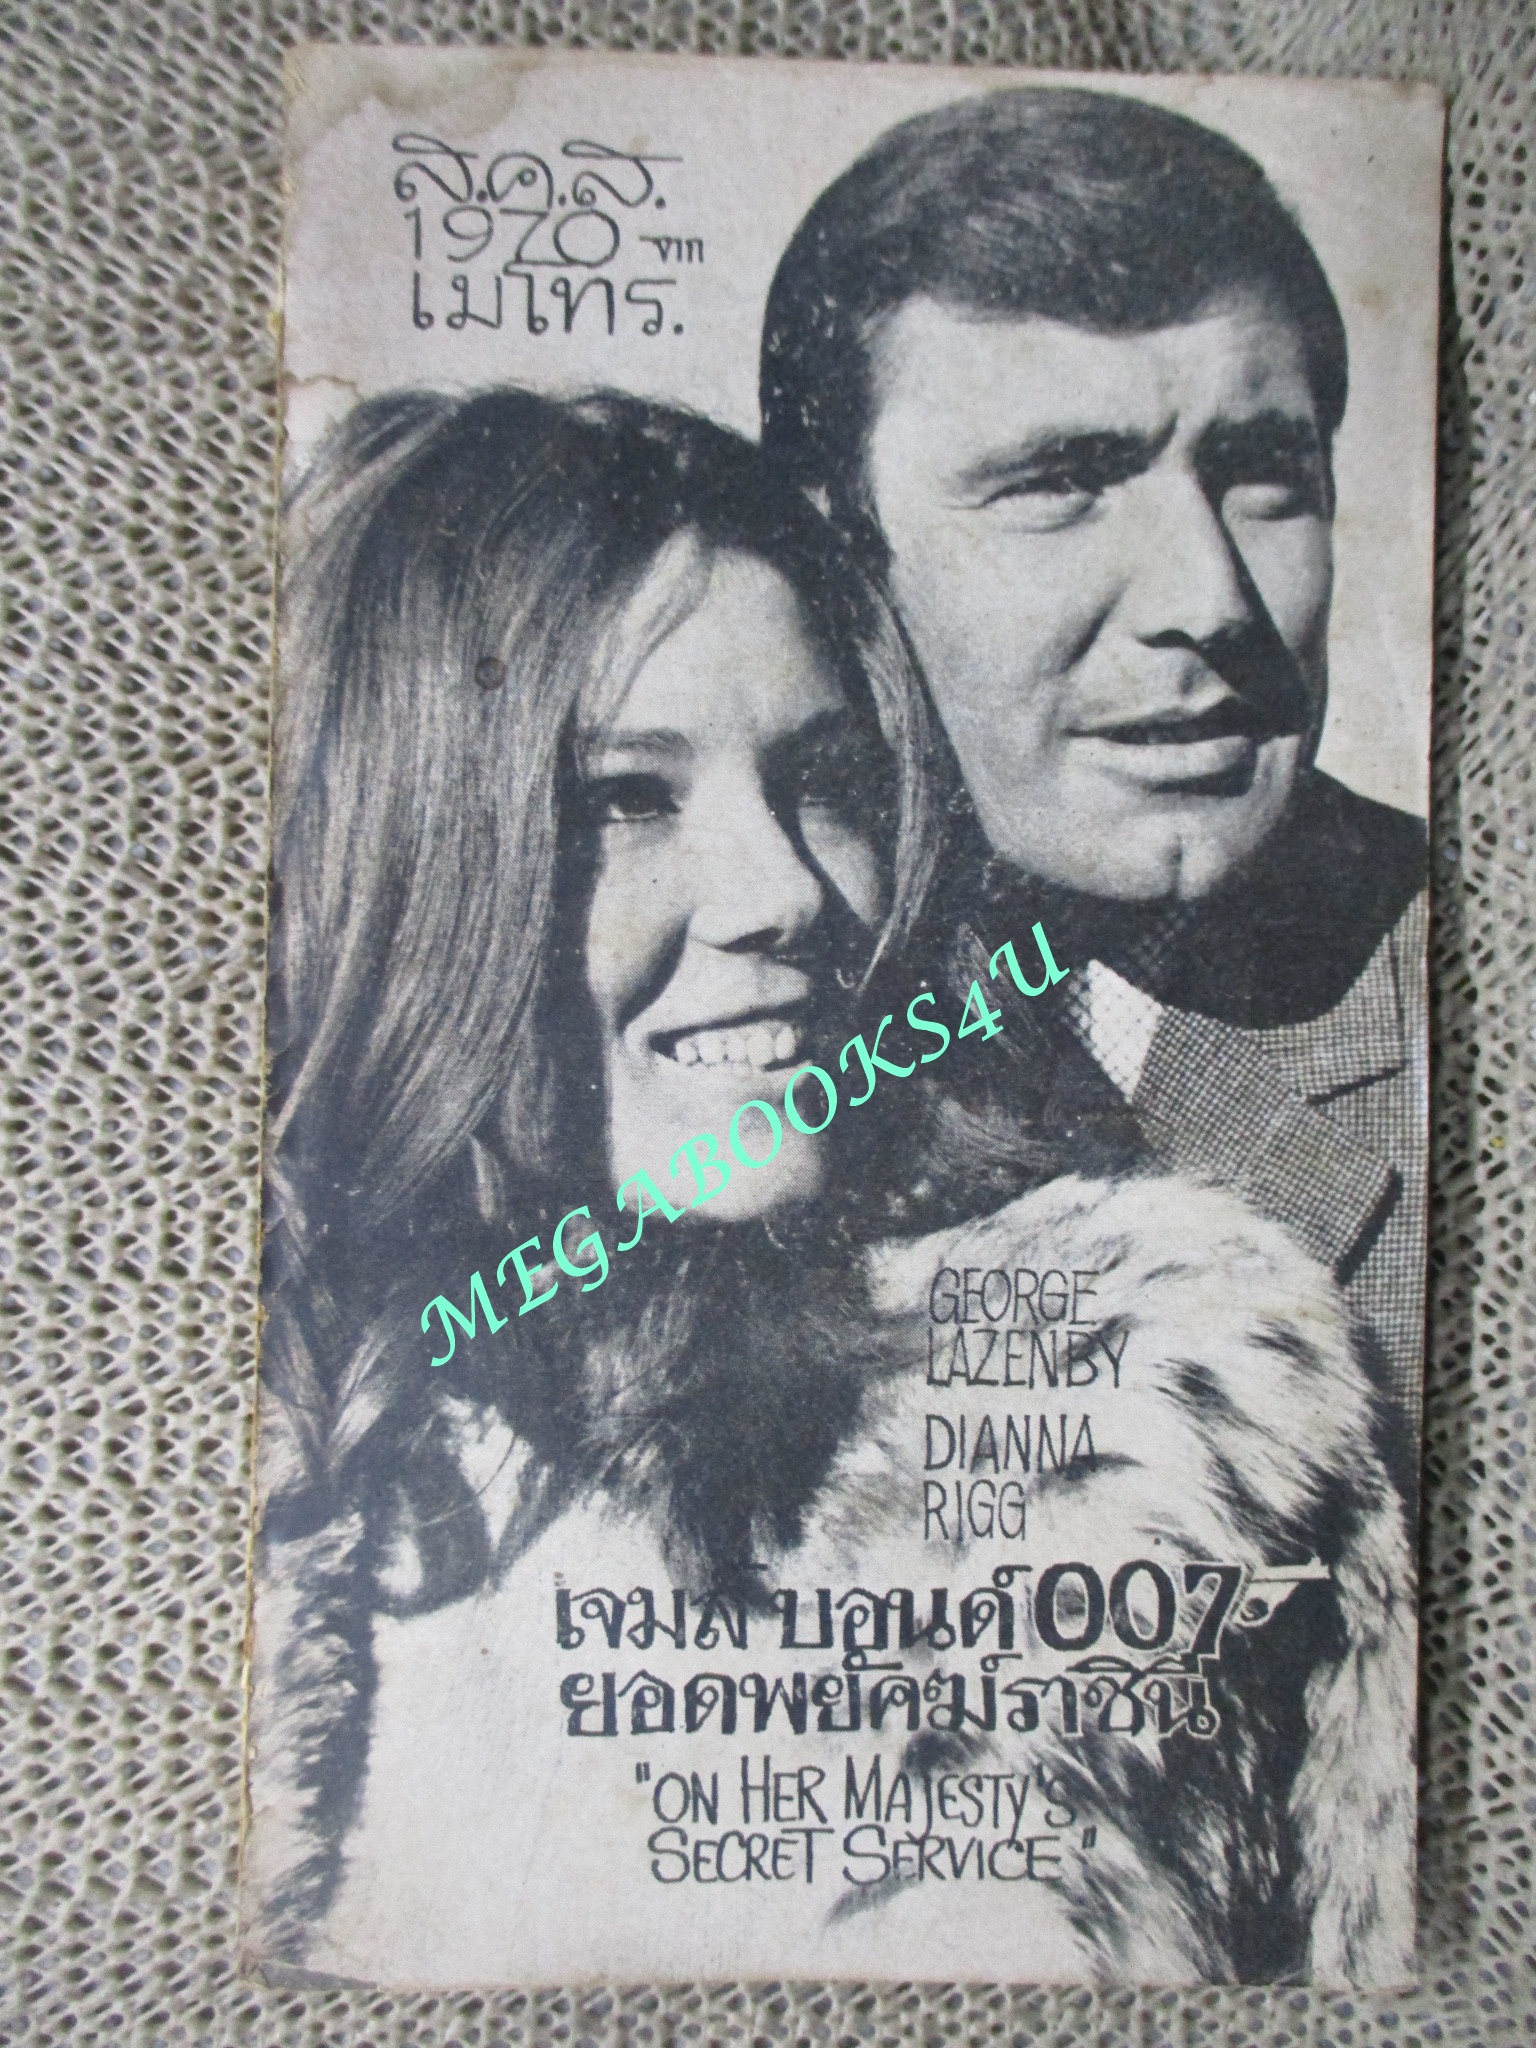 ส.ค.ส.
1970 จาก
เมโทร.
MEGABOOKS4U
GEORGE
LAZENBY
DIANNA
RIGG
เจมส์ บอนด์ 007
ยอดพยัคฆ์ราชินี
"ON HER MAJESTY'S
SECRET SERVICE"